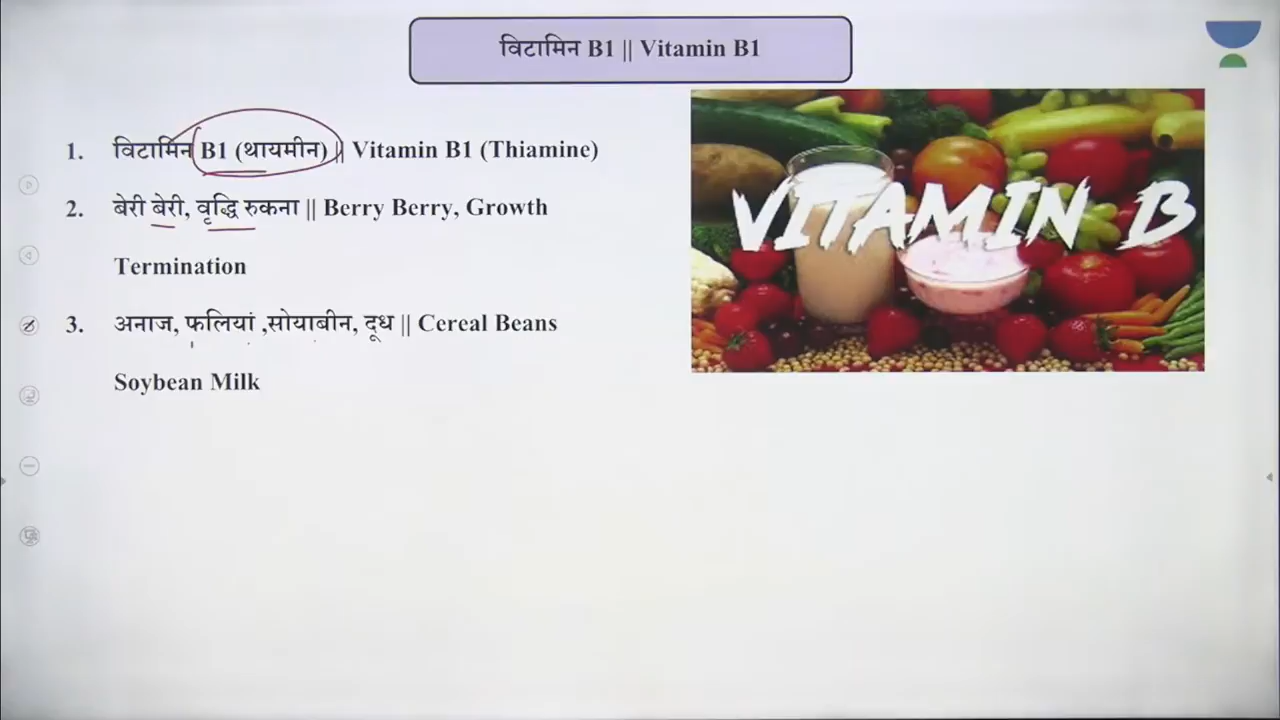 विटामिन B1 || Vitamin B1
1. विटामिन B1 (थायमीन) || Vitamin B1 (Thiamine)
2. बेरी बेरी, वृद्धि रुकना || Berry Berry, Growth
Termination
3. अनाज, फलियां ,सोयाबीन, दूध || Cereal Beans
Soybean Milk
VITAMIN B